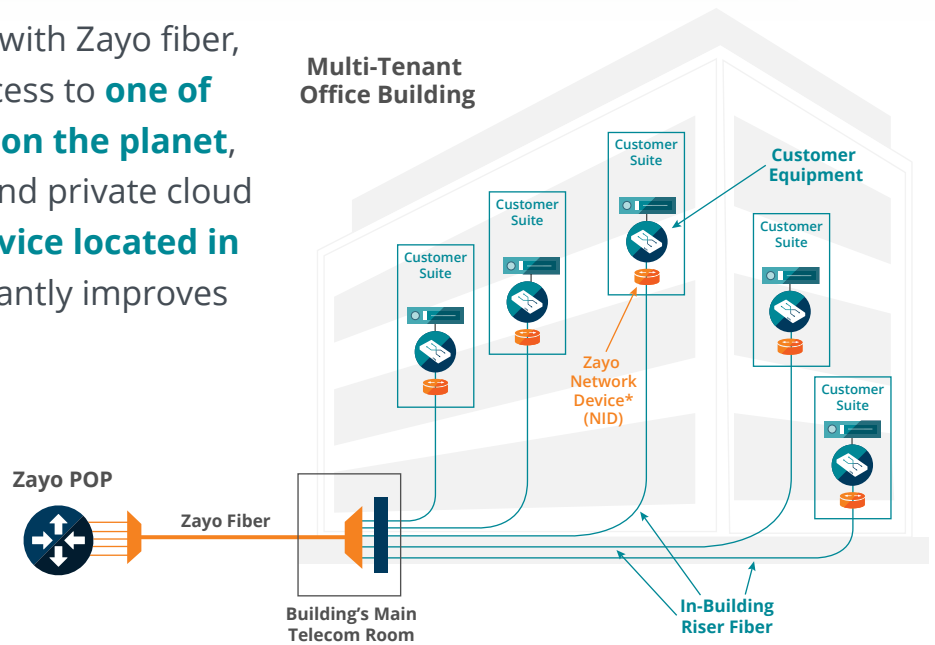 with Zayo fiber,
cess to one of
on the planet,
nd private cloud
vice located in
antly improves
Multi-Tenant
Office Building
Customer
Suite
Customer
Equipment
Customer
Suite
Customer
Suite
Customer
Suite
Zayo
Network
Device*
(NID)
Customer
Suite
Zayo POP
Zayo Fiber
Building's Main
Telecom Room
In-Building
Riser Fiber